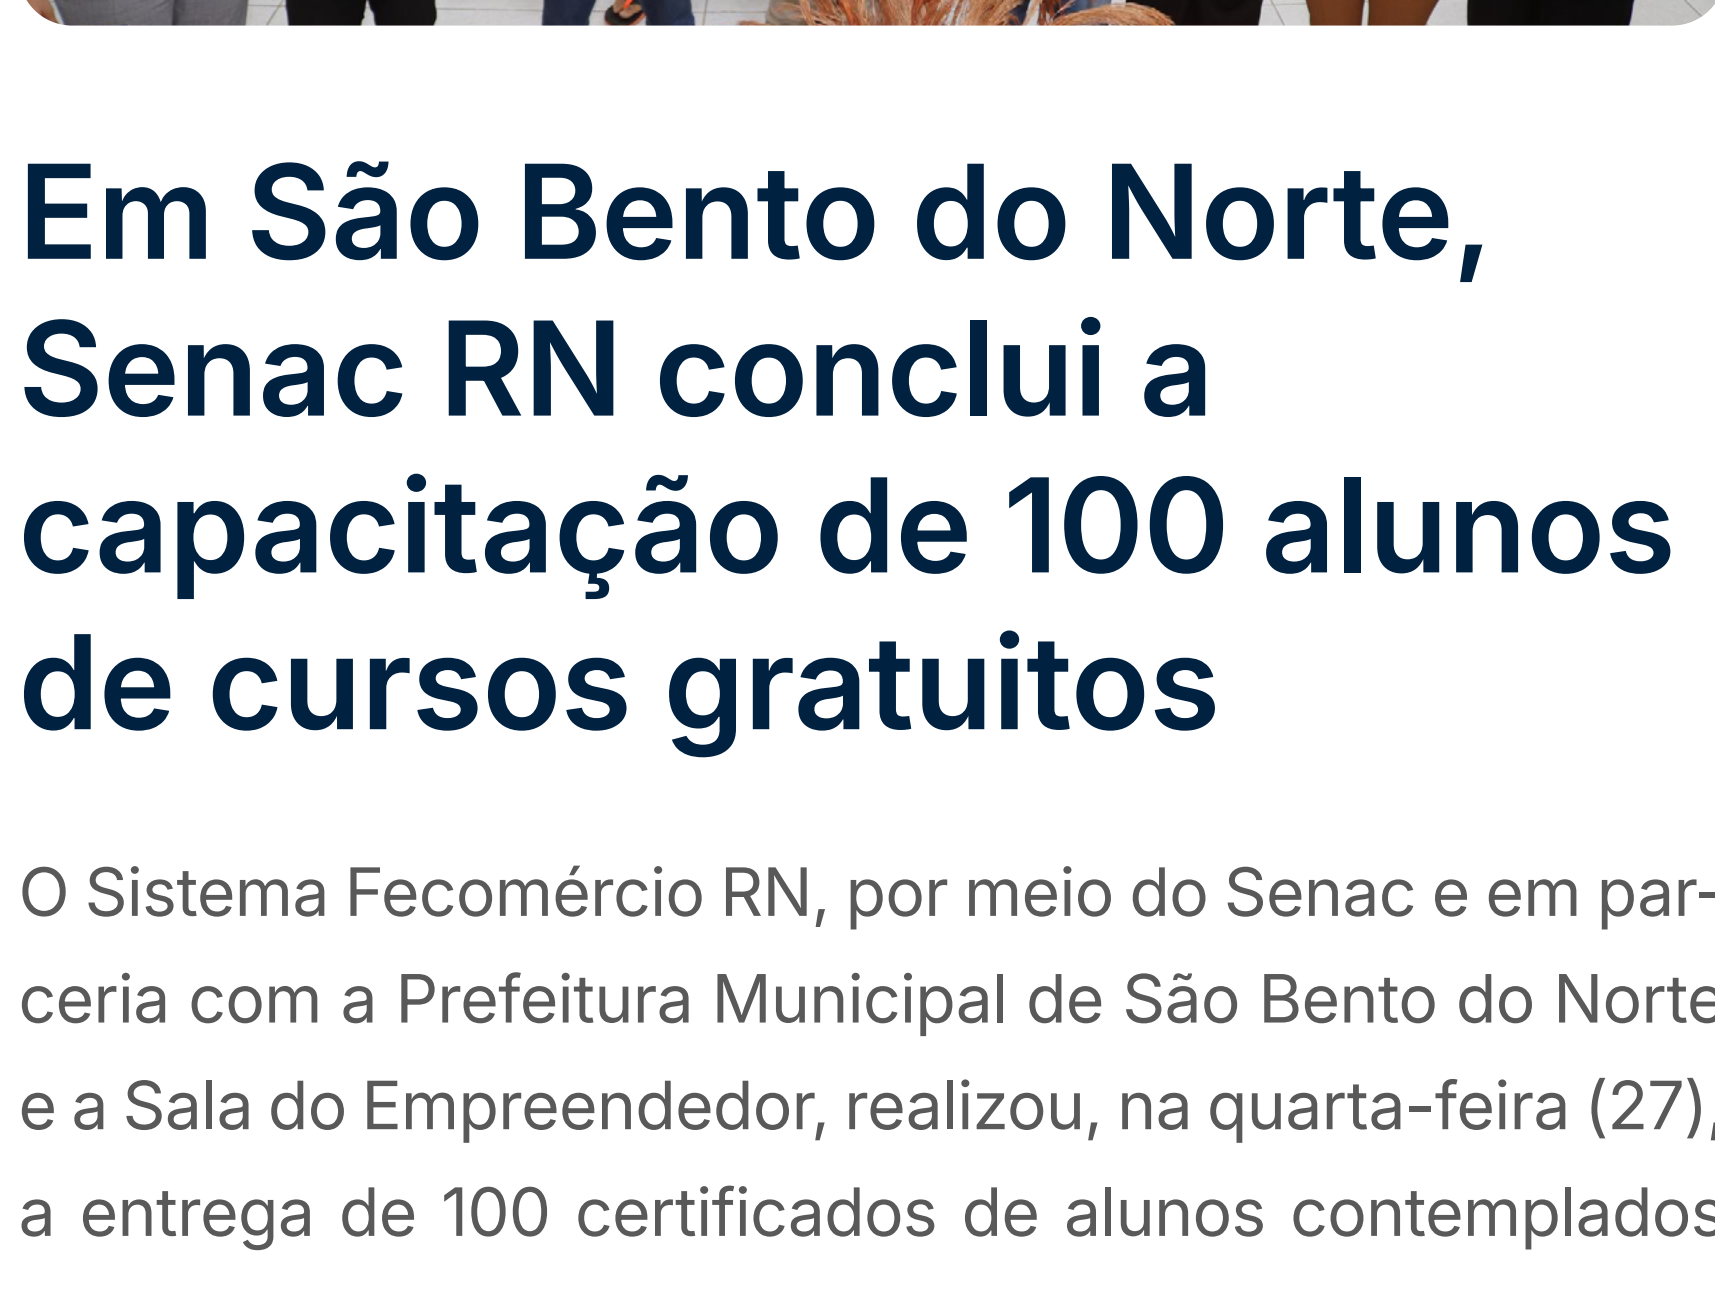 Em São Bento do Norte,
Senac RN conclui a
capacitação de 100 alunos
de cursos gratuitos
O Sistema Fecomércio RN, por meio do Senac e em par-
ceria com a Prefeitura Municipal de São Bento do Norte
e a Sala do Empreendedor, realizou, na quarta-feira (27),
a entrega de 100 certificados de alunos contemplados